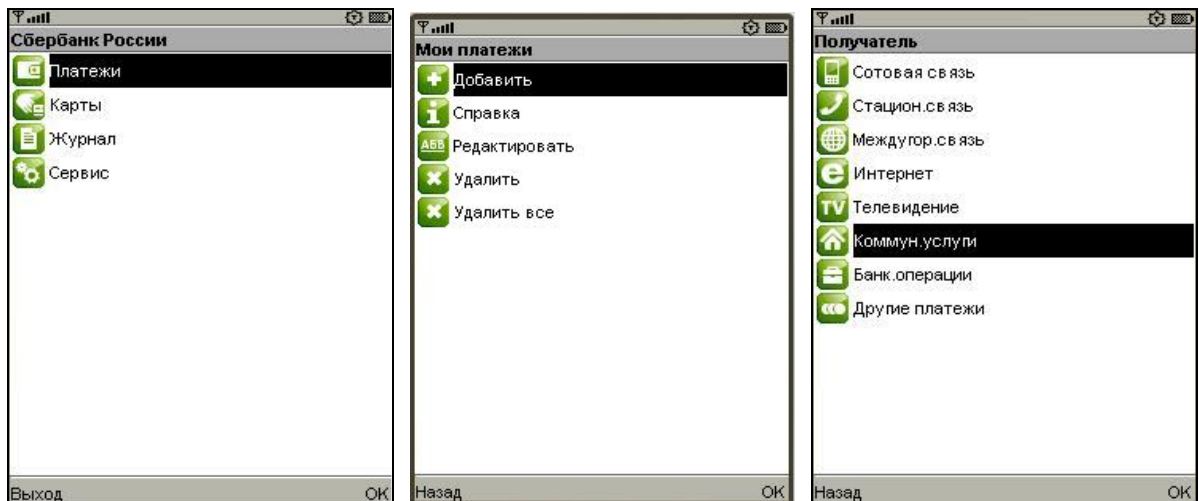 Сбербанк России
Платежи
Карты
Журнал
Сервис
Выход
OK
Мои платежи
Добавить
Справка
АБВ
Редактировать
Удалить
Удалить все
Назад
OK
Получатель
Сотовая связь
Стацион.связь
Междугор.связь
e
Интернет
TV
Телевидение
Коммун.услуги
Банк.операции
Другие платежи
Назад
OK